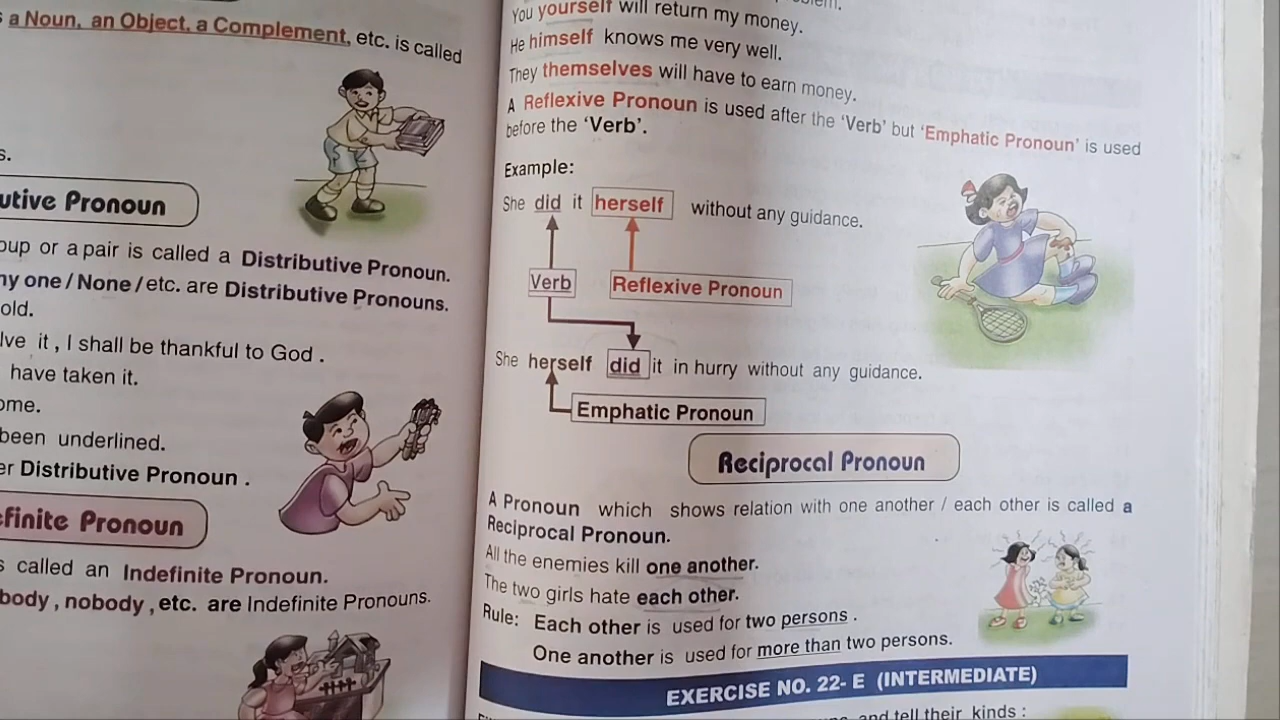 a Noun, an Object, a Complement, etc. is called
s.
utive Pronoun
oup or a pair is called a Distributive Pronoun.
ny one / None / etc. are Distributive Pronouns.
old.
lve it , I shall be thankful to God .
have taken it.
ome.
been underlined.
er Distributive Pronoun .
efinite Pronoun
s called an Indefinite Pronoun.
body , nobody , etc. are Indefinite Pronouns.
You yourself will return my money.
He himself knows me very well.
They themselves will have to earn money.
A Reflexive Pronoun is used after the 'Verb' but 'Emphatic Pronoun' is used
before the 'Verb'.
Example:
She did it herself without any guidance.
Verb
Reflexive Pronoun
She herself did it in hurry without any guidance.
Emphatic Pronoun
Reciprocal Pronoun
A Pronoun which shows relation with one another / each other is called a
Reciprocal Pronoun.
All the enemies kill one another.
The two girls hate each other.
Rule: Each other is used for two persons .
One another is used for more than two persons.
EXERCISE NO. 22- E (INTERMEDIATE)
and tell their kinds :